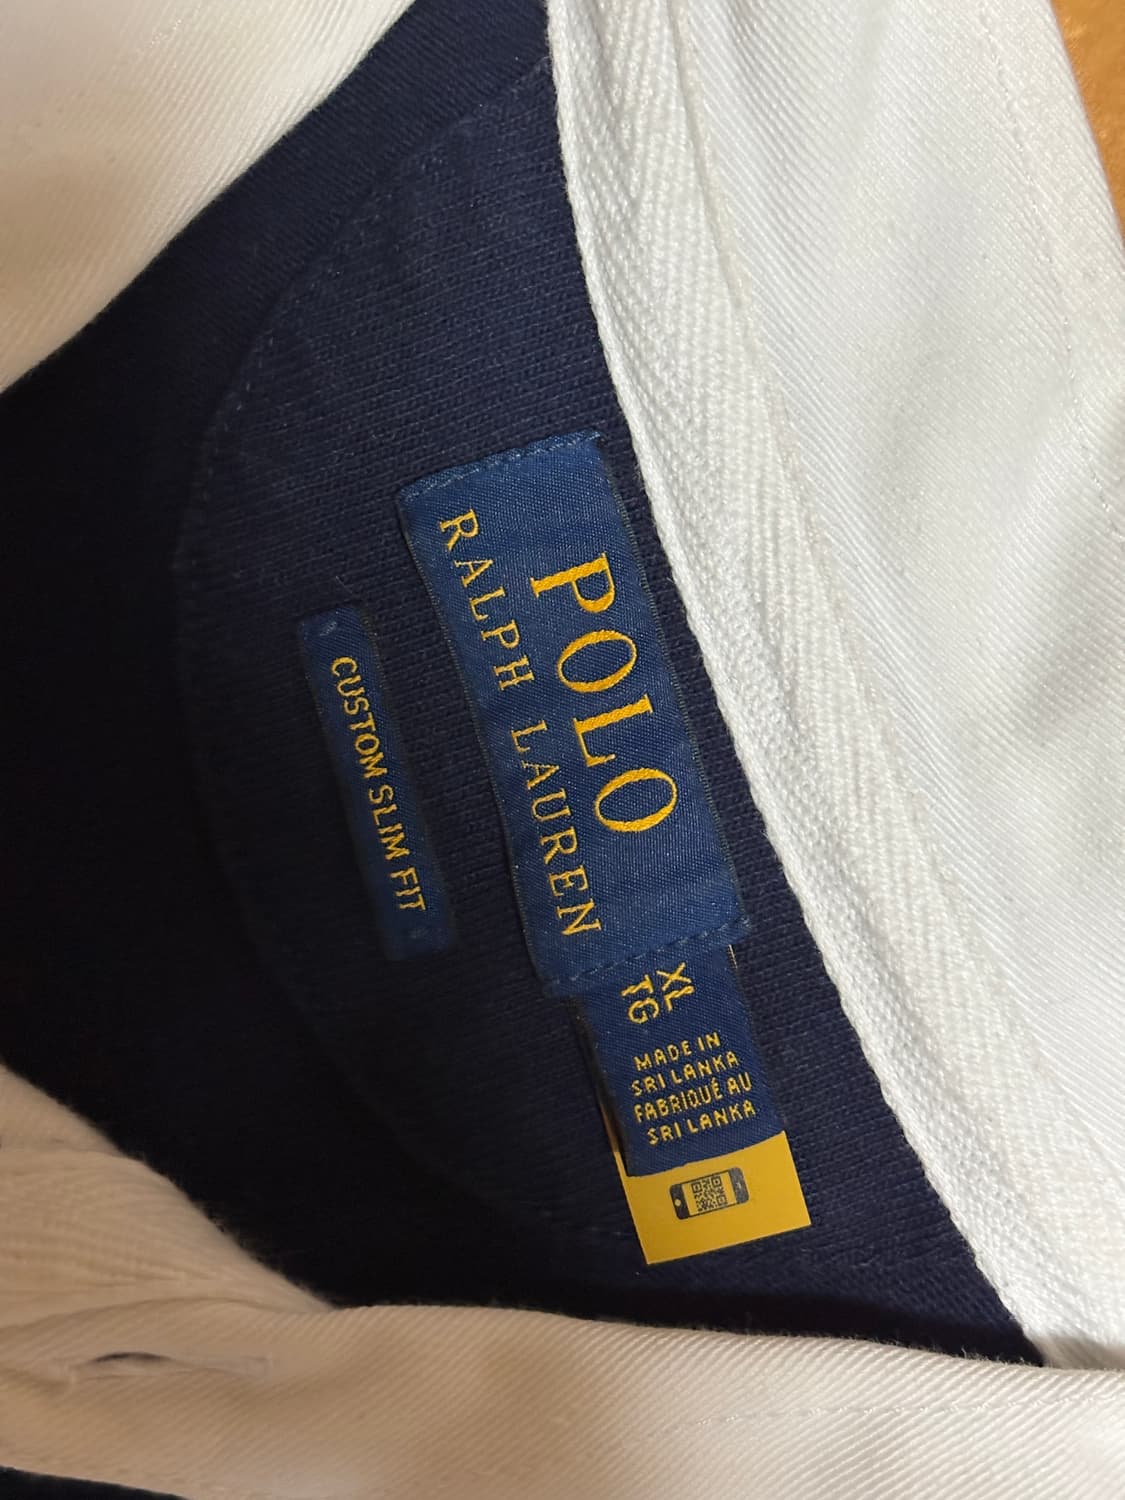 POLO
RALPH LAUREN
CUSTOM SLIM FIT
XL
TG
MADE IN
SRI LANKA
FABRIQUÉ AU
SRI LANKA